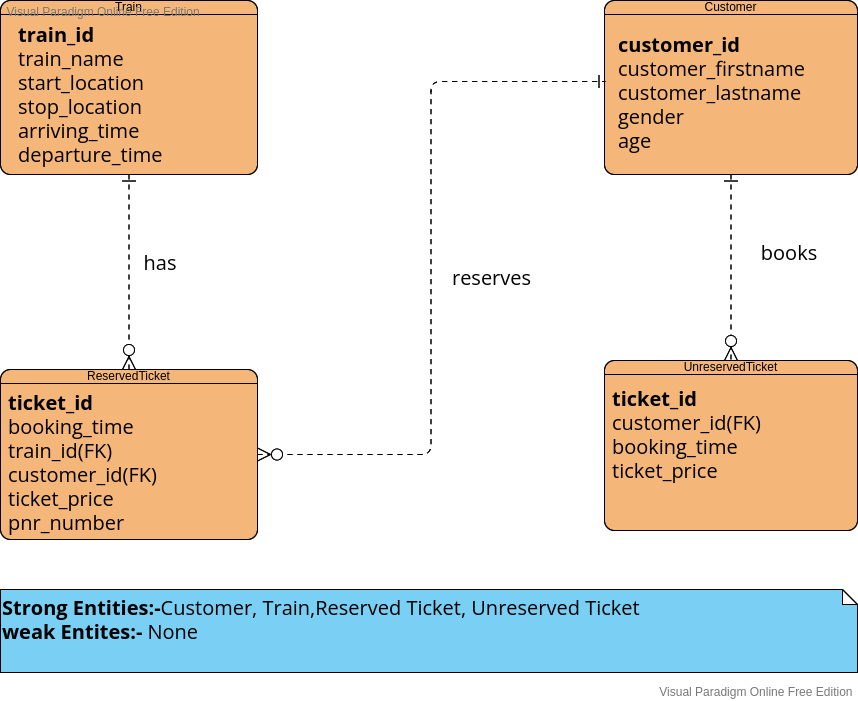 Visual Paradigm Online Free Edition
Train
train_id
train_name
start_location
stop_location
arriving_time
departure_time
Customer
customer_id
customer_firstname
customer_lastname
gender
age
has
reserves
books
ReservedTicket
ticket_id
booking_time
train_id(FK)
customer_id(FK)
ticket_price
pnr_number
UnreservedTicket
ticket_id
customer_id(FK)
booking_time
ticket_price
Strong Entities:-Customer, Train,Reserved Ticket, Unreserved Ticket
weak Entites:- None
Visual Paradigm Online Free Edition